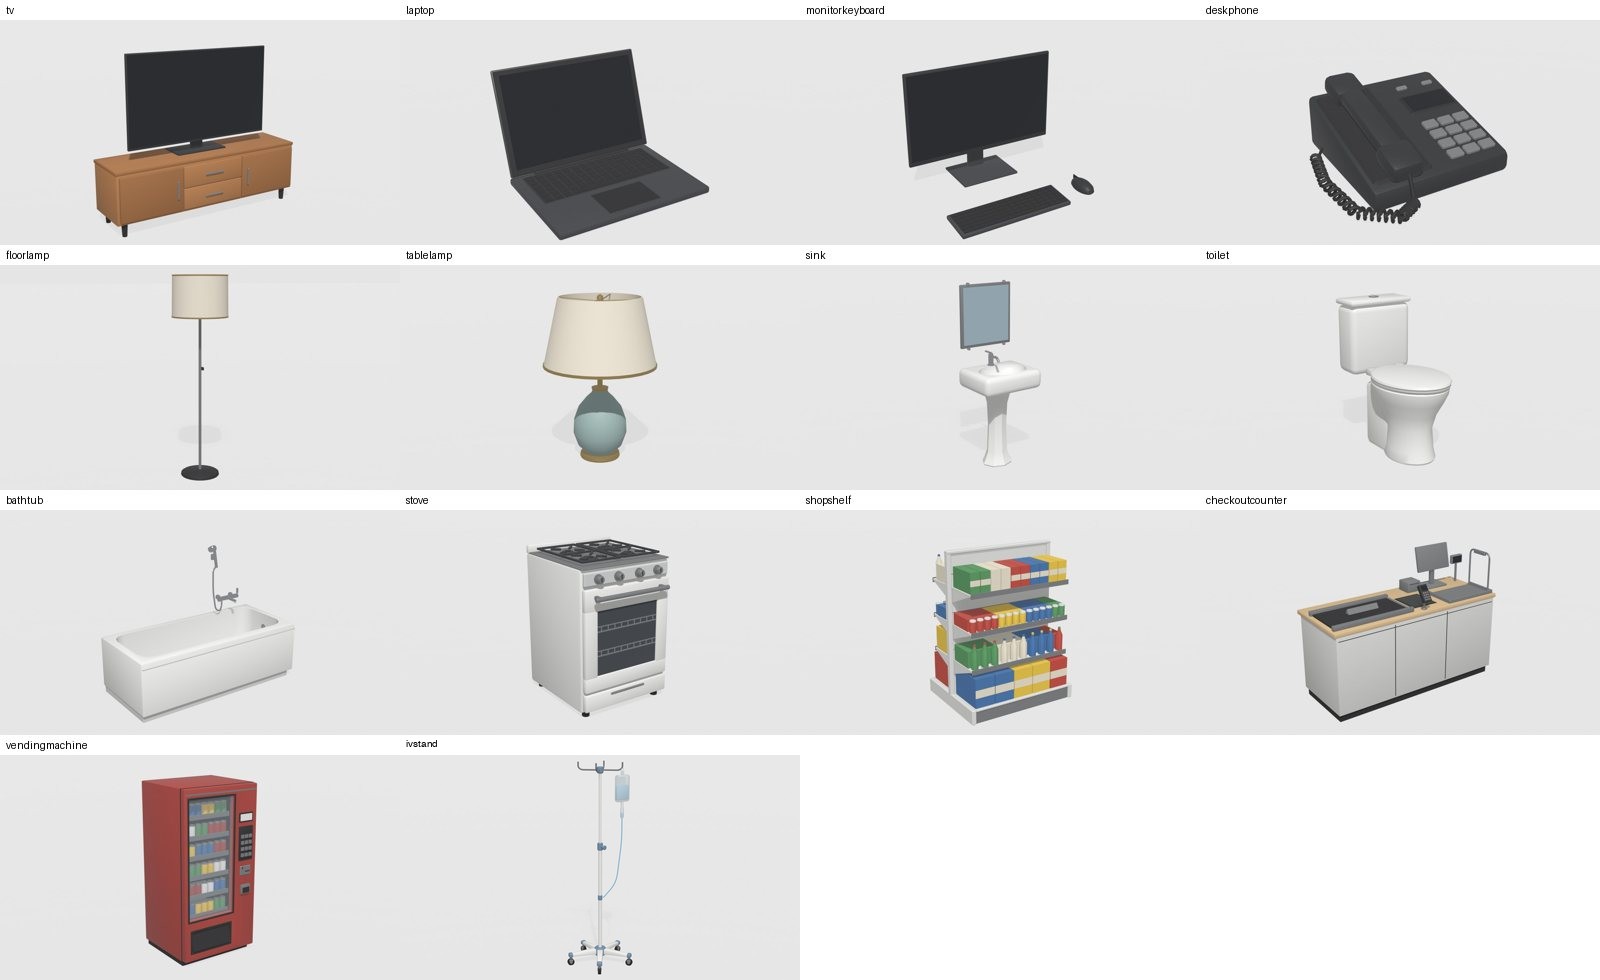 tv
laptop
monitorkeyboard
deskphone
floorlamp
tablelamp
sink
toilet
bathtub
stove
shopshelf
checkoutcounter
vendingmachine
ivstand